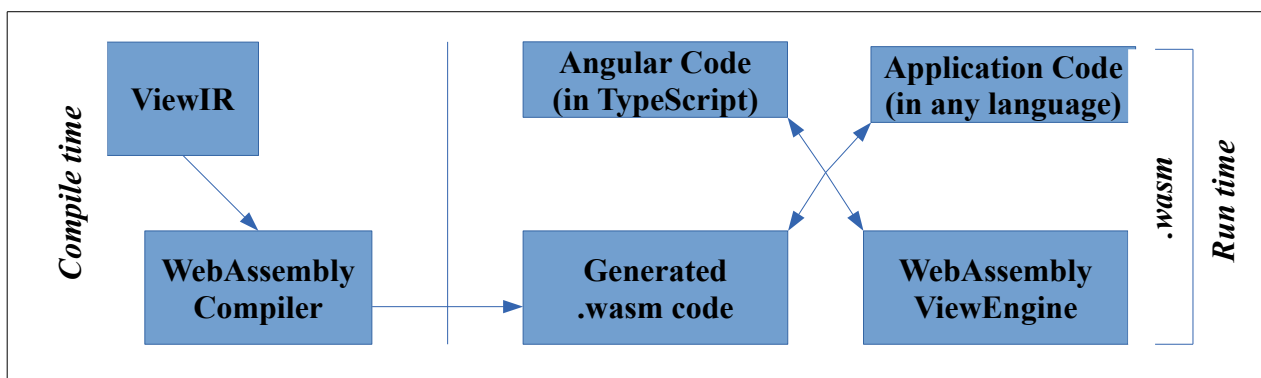 Compile time
ViewIR
WebAssembly
Compiler
Angular Code
(in TypeScript)
Application Code
(in any language)
Generated
.wasm code
WebAssembly
ViewEngine
.wasm
Run time